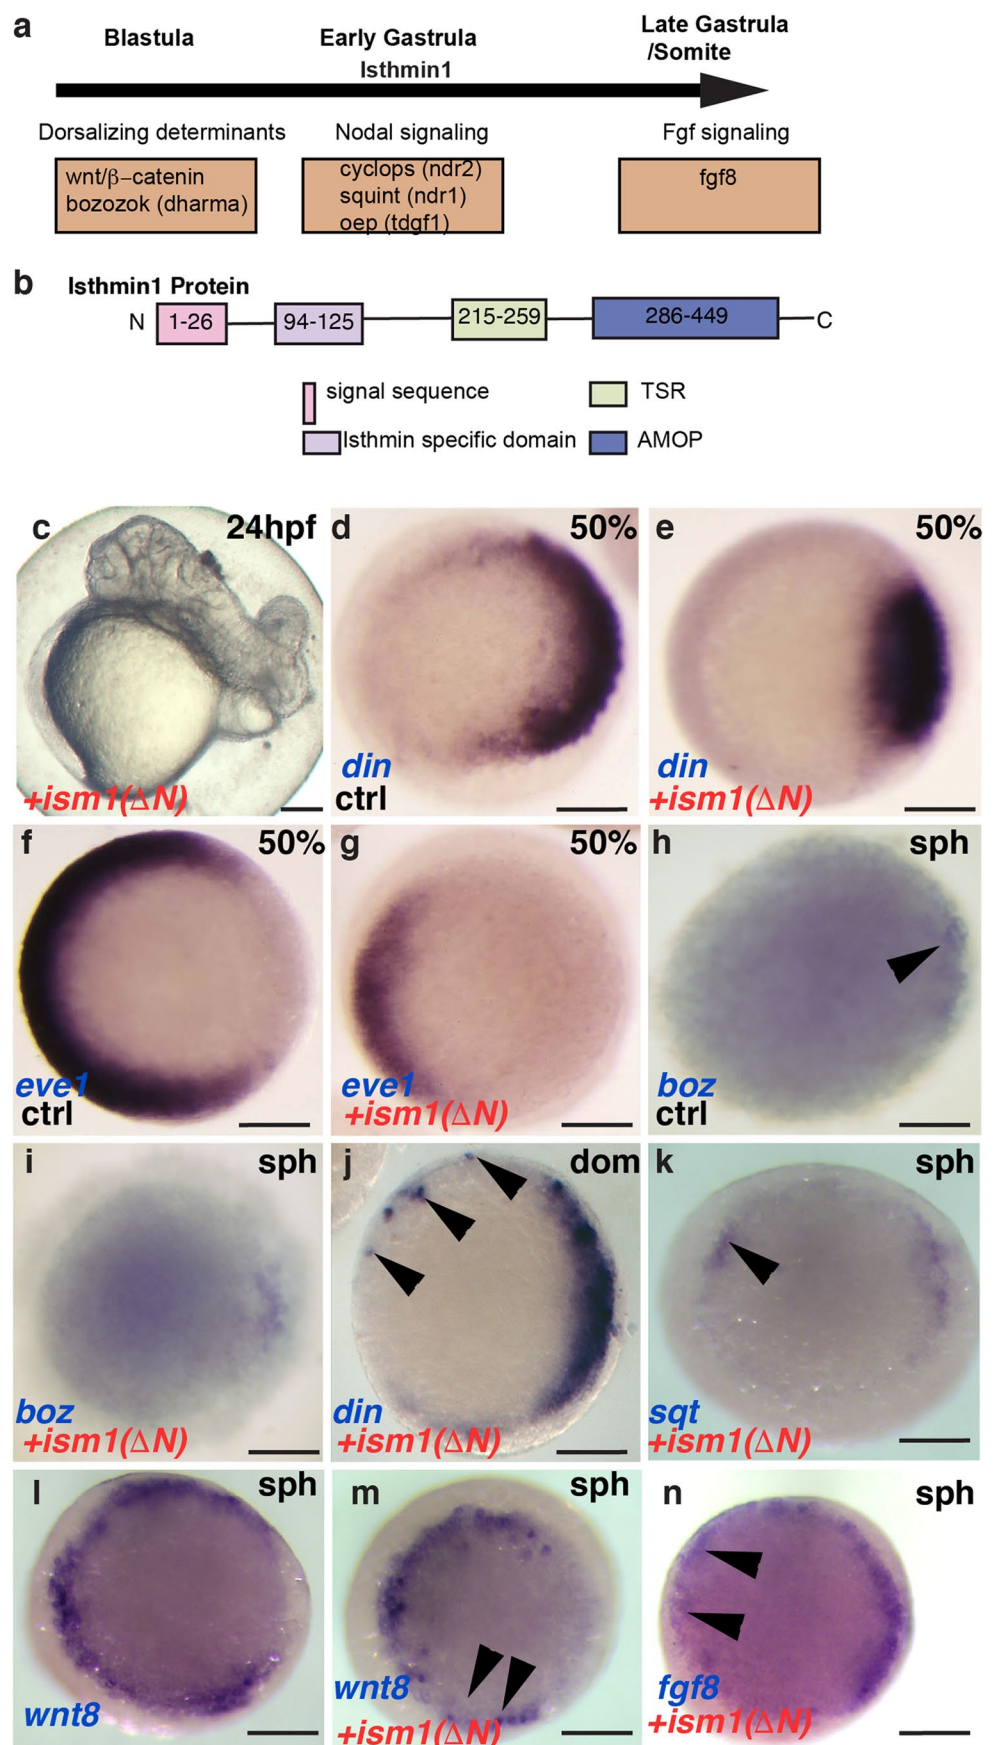 a
Blastula
Early Gastrula
Late Gastrula
/Somite
Isthmin1
Dorsalizing determinants
Nodal signaling
Fgf signaling
wnt/β−catenin
bozozok (dharma)
cyclops (ndr2)
squint (ndr1)
oep (tdgf1)
fgf8
b
Isthmin1 Protein
N 1-26 94-125 215-259 286-449 C
signal sequence
TSR
Isthmin specific domain
AMOP
c 24hpf
+ism1(ΔN)
d 50%
din
ctrl
e 50%
din
+ism1(ΔN)
f 50%
eve1
ctrl
g 50%
eve1
+ism1(ΔN)
h sph
boz
ctrl
i sph
boz
+ism1(ΔN)
j dom
din
+ism1(ΔN)
k sph
sqt
+ism1(ΔN)
l sph
wnt8
m sph
wnt8
+ism1(ΔN)
n sph
fgf8
+ism1(ΔN)